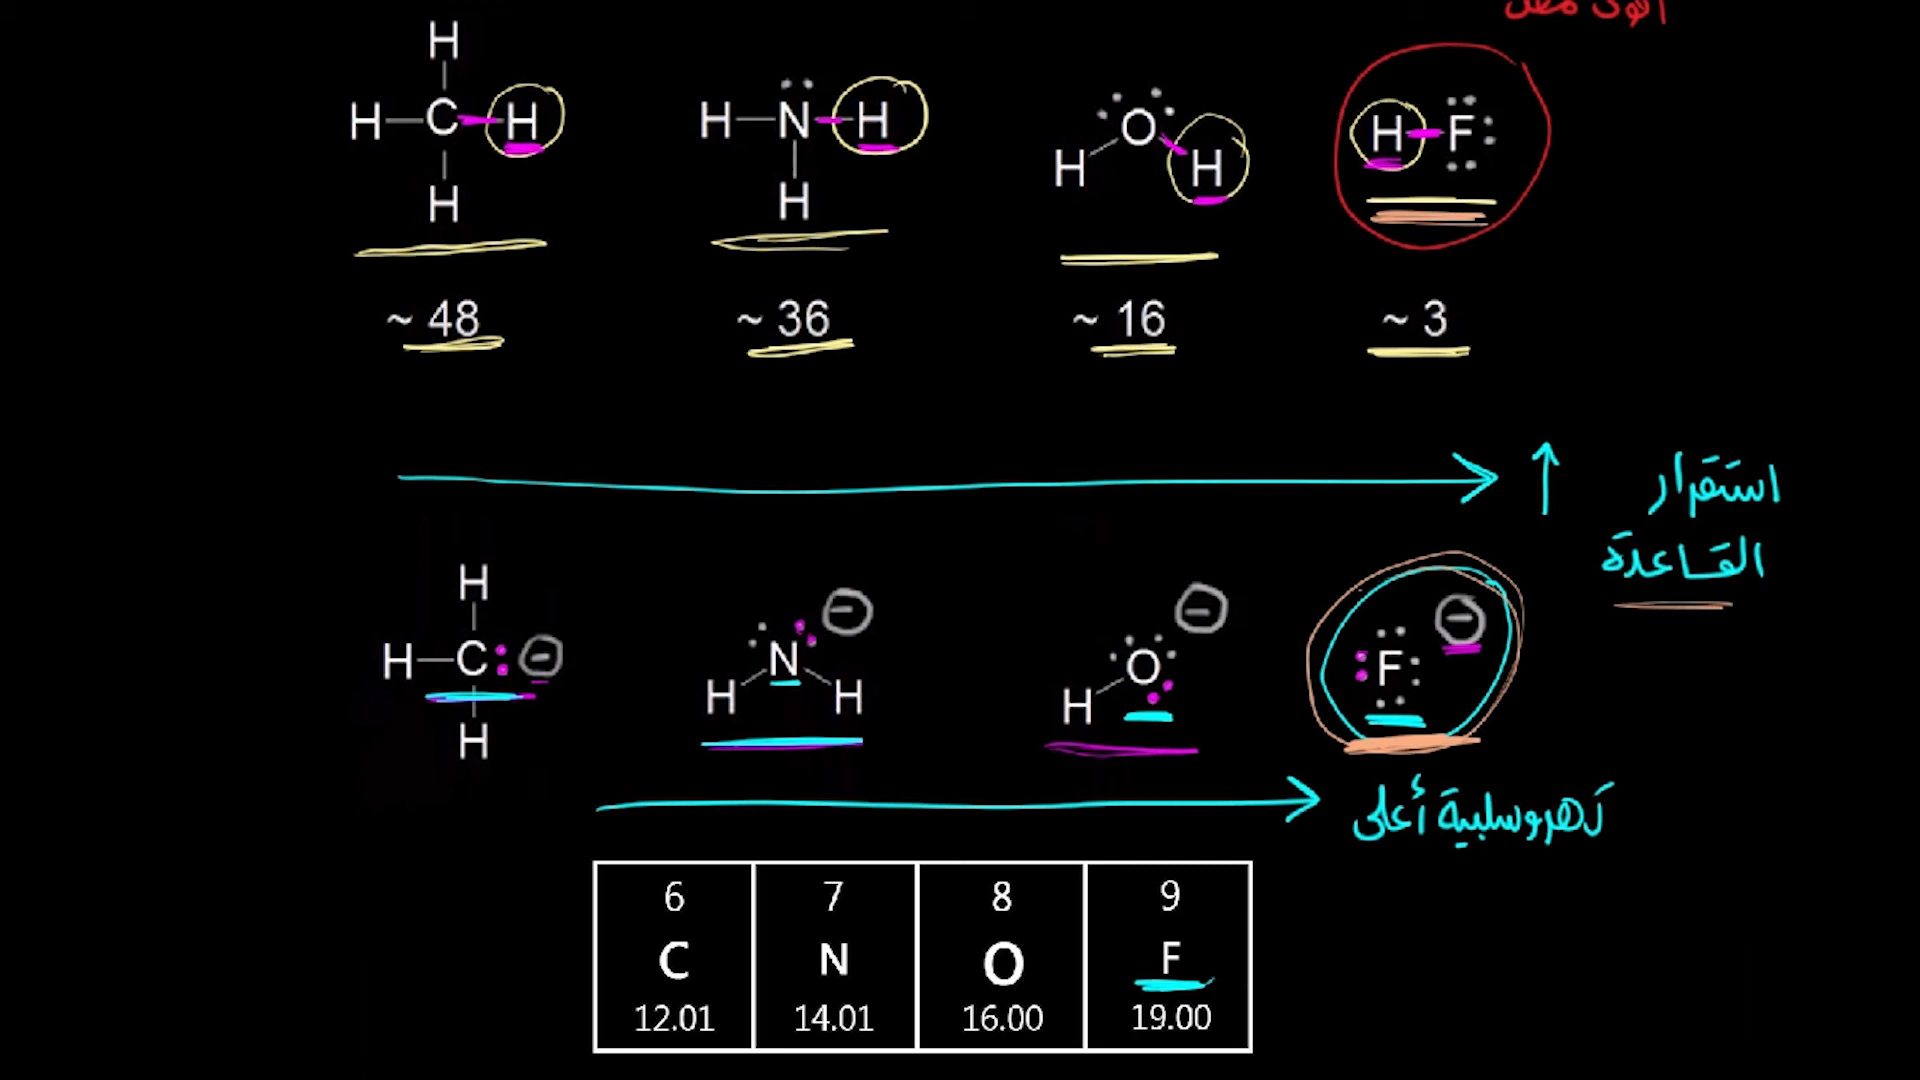 H H H
H C H H N H O H F
H H H H
~ 48 ~ 36 ~ 16 ~ 3
استقرار
القاعدة
H
H C: − H N H − H O − F −
H
كهروسلبية أعلى
6 7 8 9
C N O F
12.01 14.01 16.00 19.00